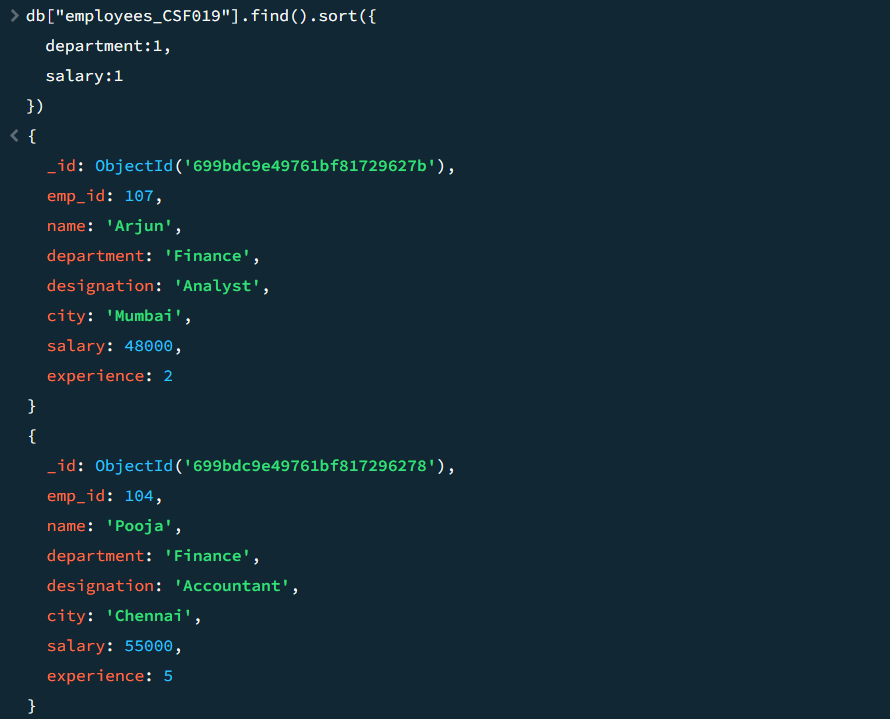 > db["employees_CSF019"].find().sort({
department:1,
salary:1
})
< {
_id: ObjectId('699bdc9e49761bf81729627b'),
emp_id: 107,
name: 'Arjun',
department: 'Finance',
designation: 'Analyst',
city: 'Mumbai',
salary: 48000,
experience: 2
}
{
_id: ObjectId('699bdc9e49761bf817296278'),
emp_id: 104,
name: 'Pooja',
department: 'Finance',
designation: 'Accountant',
city: 'Chennai',
salary: 55000,
experience: 5
}